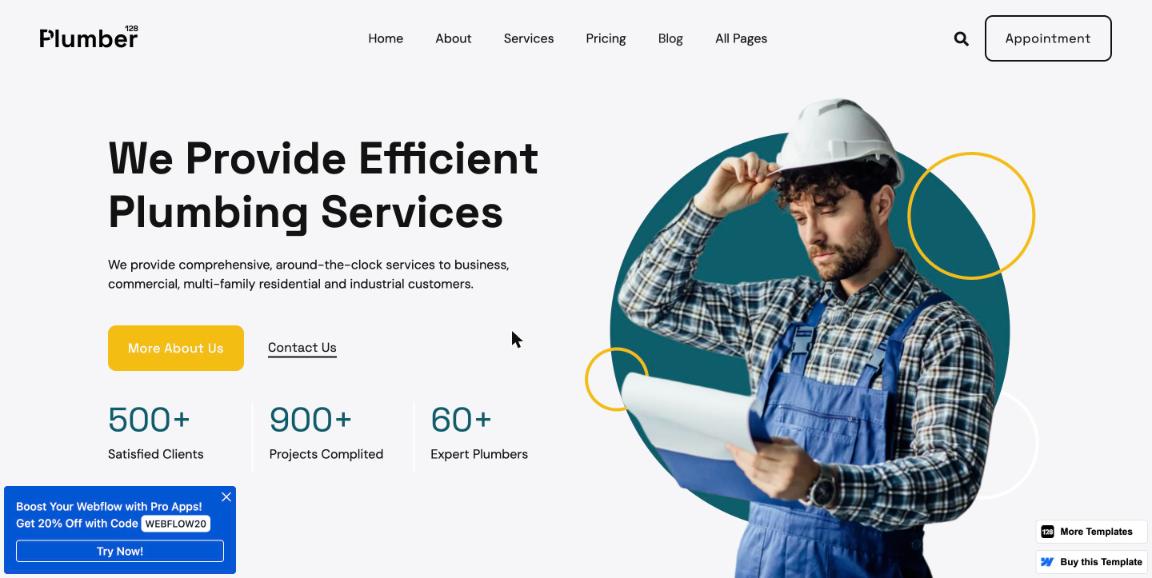 Plumber 128
Home About Services Pricing Blog All Pages
Appointment
We Provide Efficient
Plumbing Services
We provide comprehensive, around-the-clock services to business,
commercial, multi-family residential and industrial customers.
More About Us
Contact Us
500+
Satisfied Clients
900+
Projects Complited
60+
Expert Plumbers
Boost Your Webflow with Pro Apps!
Get 20% Off with Code WEBFLOW20
Try Now!
128 More Templates
Buy this Template